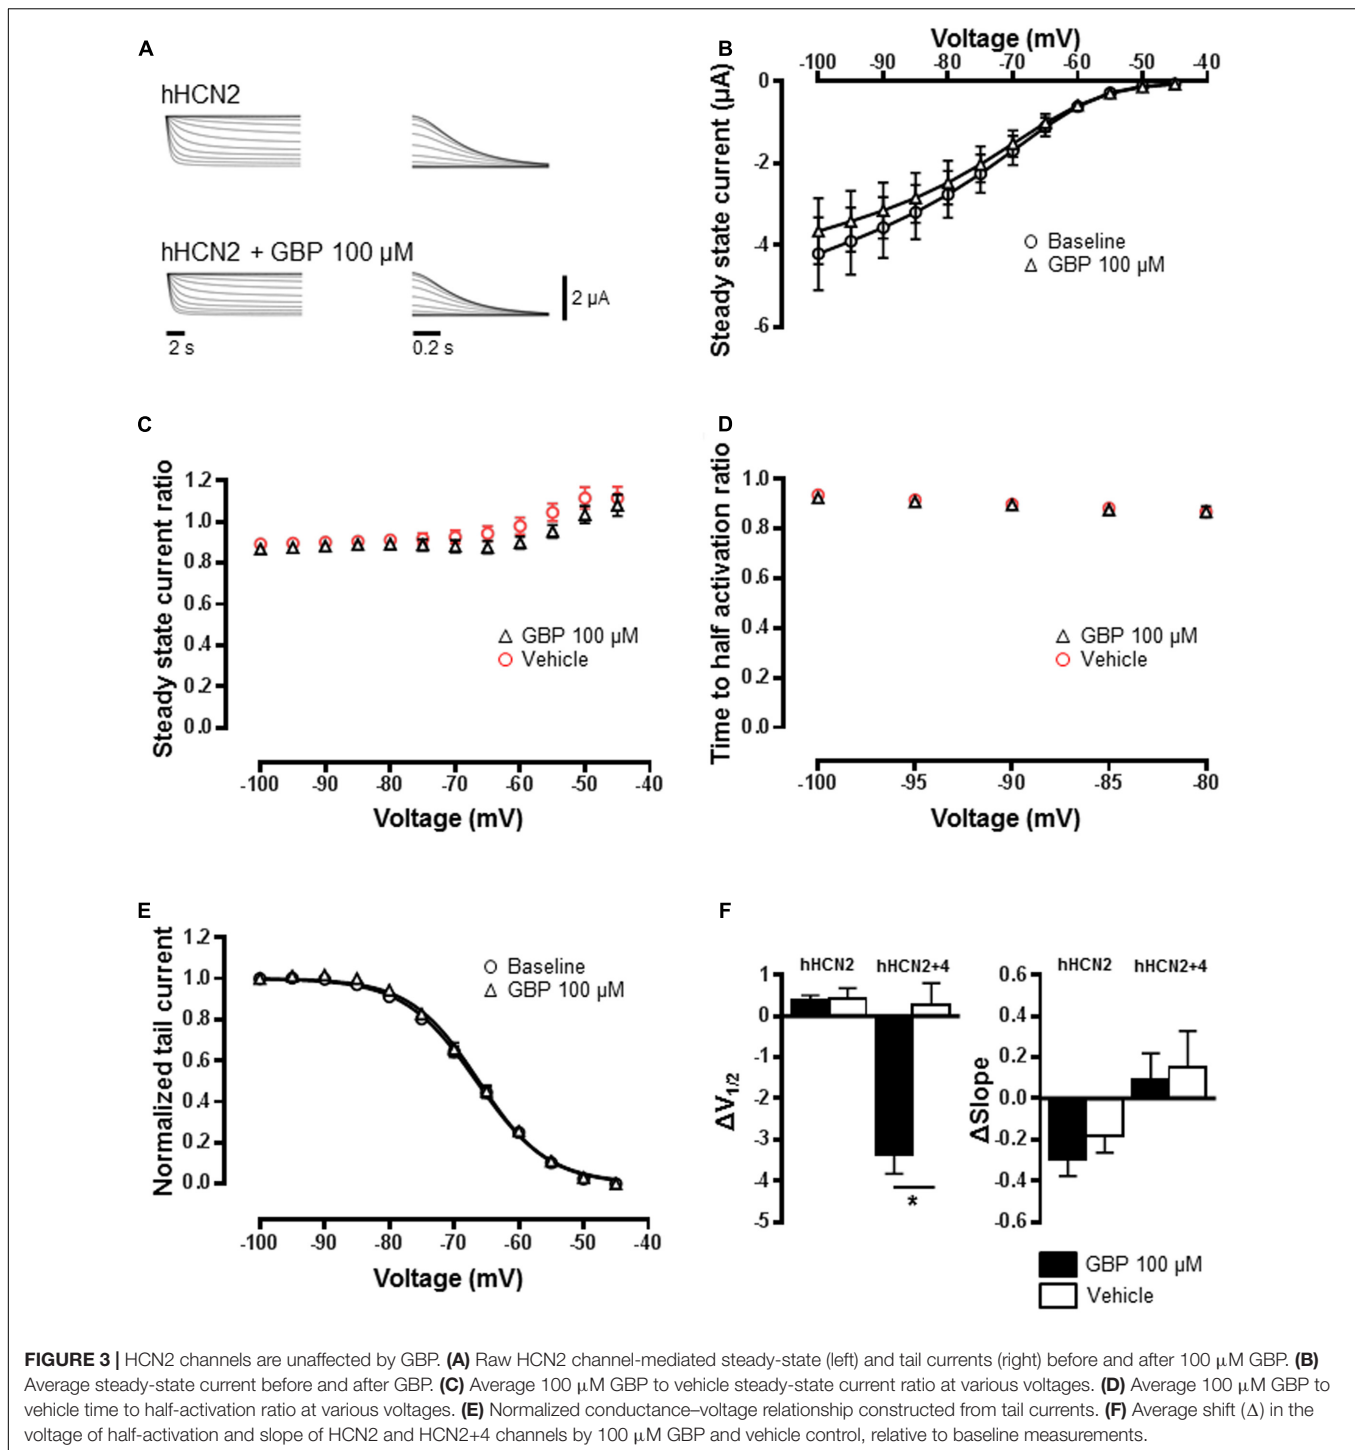 A
hHCN2
hHCN2 + GBP 100 µM
2 µA
2 s
0.2 s
B
Voltage (mV)
-100 -90 -80 -70 -60 -50 -40
Steady state current (µA)
0
-2
-4
-6
Baseline
GBP 100 µM
C
Steady state current ratio
1.2
1.0
0.8
0.6
0.4
0.2
0.0
GBP 100 µM
Vehicle
-100 -90 -80 -70 -60 -50 -40
Voltage (mV)
D
Time to half activation ratio
1.0
0.8
0.6
0.4
0.2
0.0
GBP 100 µM
Vehicle
-100 -95 -90 -85 -80
Voltage (mV)
E
Normalized tail current
1.2
1.0
0.8
0.6
0.4
0.2
0.0
Baseline
GBP 100 µM
-100 -90 -80 -70 -60 -50 -40
Voltage (mV)
F
hHCN2 hHCN2+4
ΔV1/2
1
0
-1
-2
-3
-4
-5
*
hHCN2 hHCN2+4
ΔSlope
0.6
0.4
0.2
0.0
-0.2
-0.4
-0.6
GBP 100 µM
Vehicle
FIGURE 3 | HCN2 channels are unaffected by GBP. (A) Raw HCN2 channel-mediated steady-state (left) and tail currents (right) before and after 100 µM GBP. (B)
Average steady-state current before and after GBP. (C) Average 100 µM GBP to vehicle steady-state current ratio at various voltages. (D) Average 100 µM GBP to
vehicle time to half-activation ratio at various voltages. (E) Normalized conductance–voltage relationship constructed from tail currents. (F) Average shift (Δ) in the
voltage of half-activation and slope of HCN2 and HCN2+4 channels by 100 µM GBP and vehicle control, relative to baseline measurements.